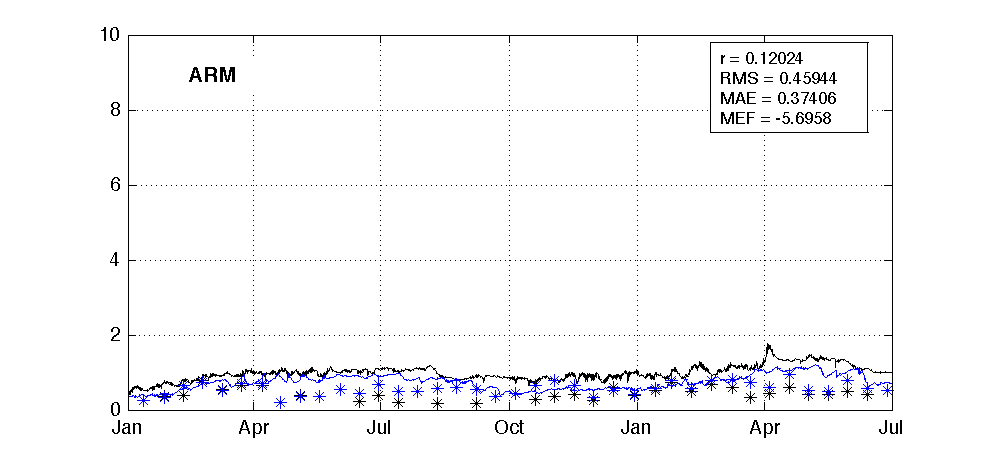 10
8
6
4
2
0
ARM
r = 0.12024
RMS = 0.45944
MAE = 0.37406
MEF = -5.6958
Jan Apr Jul Oct Jan Apr Jul